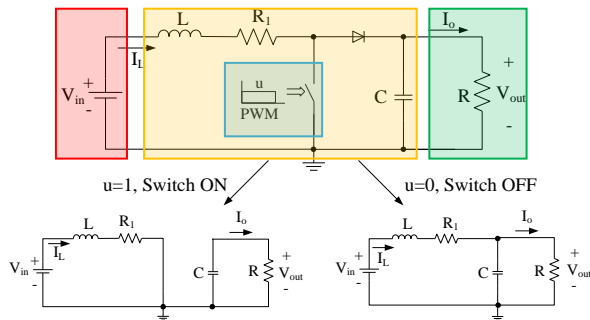 L
R1
Io
IL
Vin
+
-
u
PWM
C
R
+
Vout
-
u=1, Switch ON
u=0, Switch OFF
L
R1
IL
Vin
+
-
Io
C
R
+
Vout
-
L
R1
IL
Vin
+
-
Io
C
R
+
Vout
-